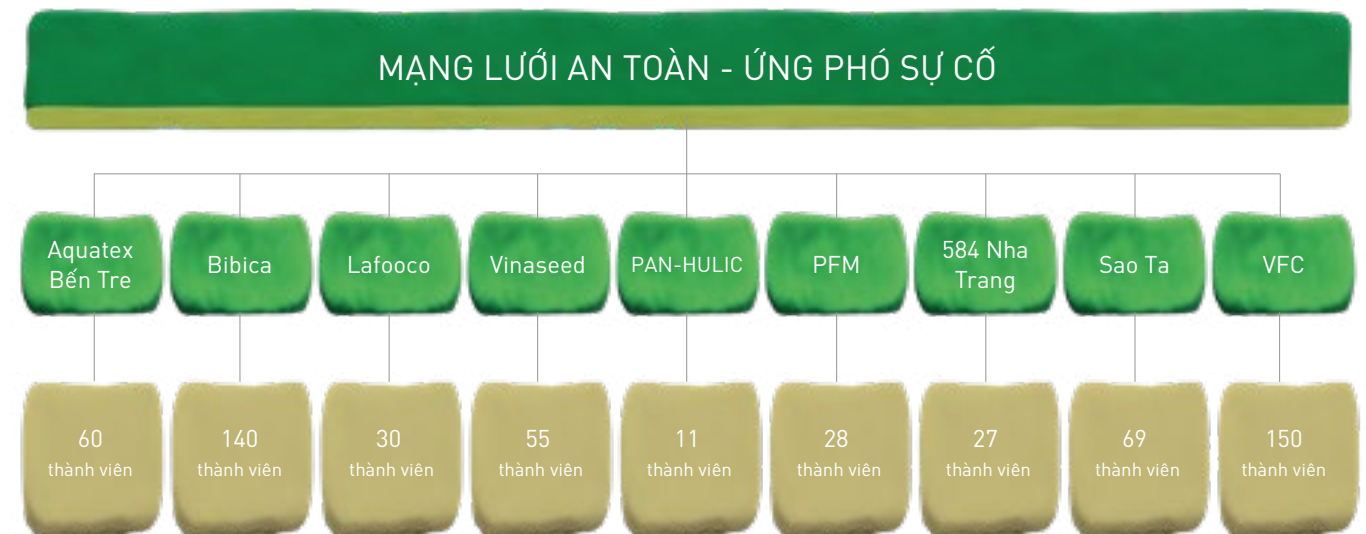 MẠNG LƯỚI AN TOÀN - ỨNG PHÓ SỰ CỐ
Aquatex
Bến Tre
Bibica
Lafooco
Vinaseed
PAN-HULIC
PFM
584 Nha
Trang
Sao Ta
VFC
60
thành viên
140
thành viên
30
thành viên
55
thành viên
11
thành viên
28
thành viên
27
thành viên
69
thành viên
150
thành viên